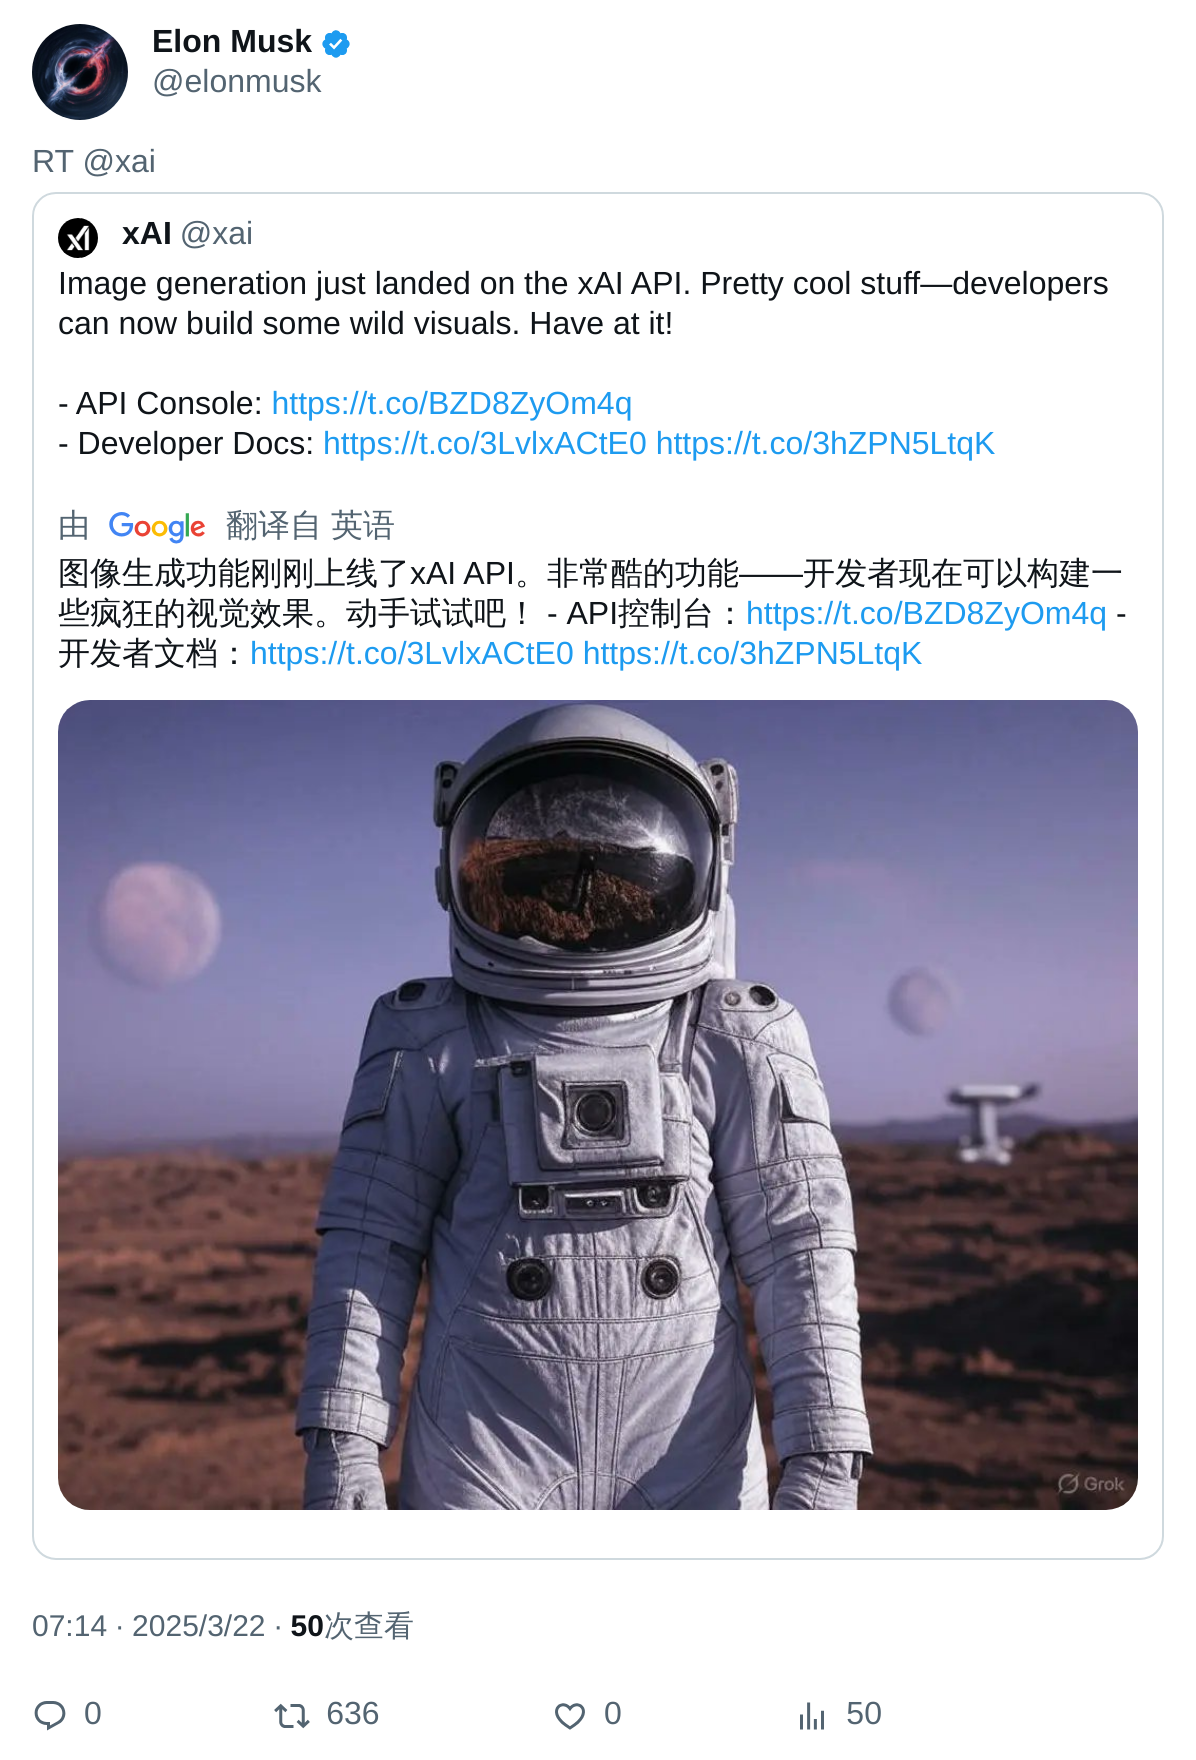 Elon Musk
@elonmusk
RT @xai
xAI @xai
Image generation just landed on the xAI API. Pretty cool stuff—developers
can now build some wild visuals. Have at it!
- API Console: https://t.co/BZD8ZyOm4q
- Developer Docs: https://t.co/3LvlxACtE0 https://t.co/3hZPN5LtqK
由 Google 翻译自 英语
图像生成功能刚刚上线了xAI API。非常酷的功能——开发者现在可以构建一
些疯狂的视觉效果。动手试试吧！ - API控制台：https://t.co/BZD8ZyOm4q -
开发者文档：https://t.co/3LvlxACtE0 https://t.co/3hZPN5LtqK
Grok
07:14 · 2025/3/22 · 50次查看
0 636 0 50